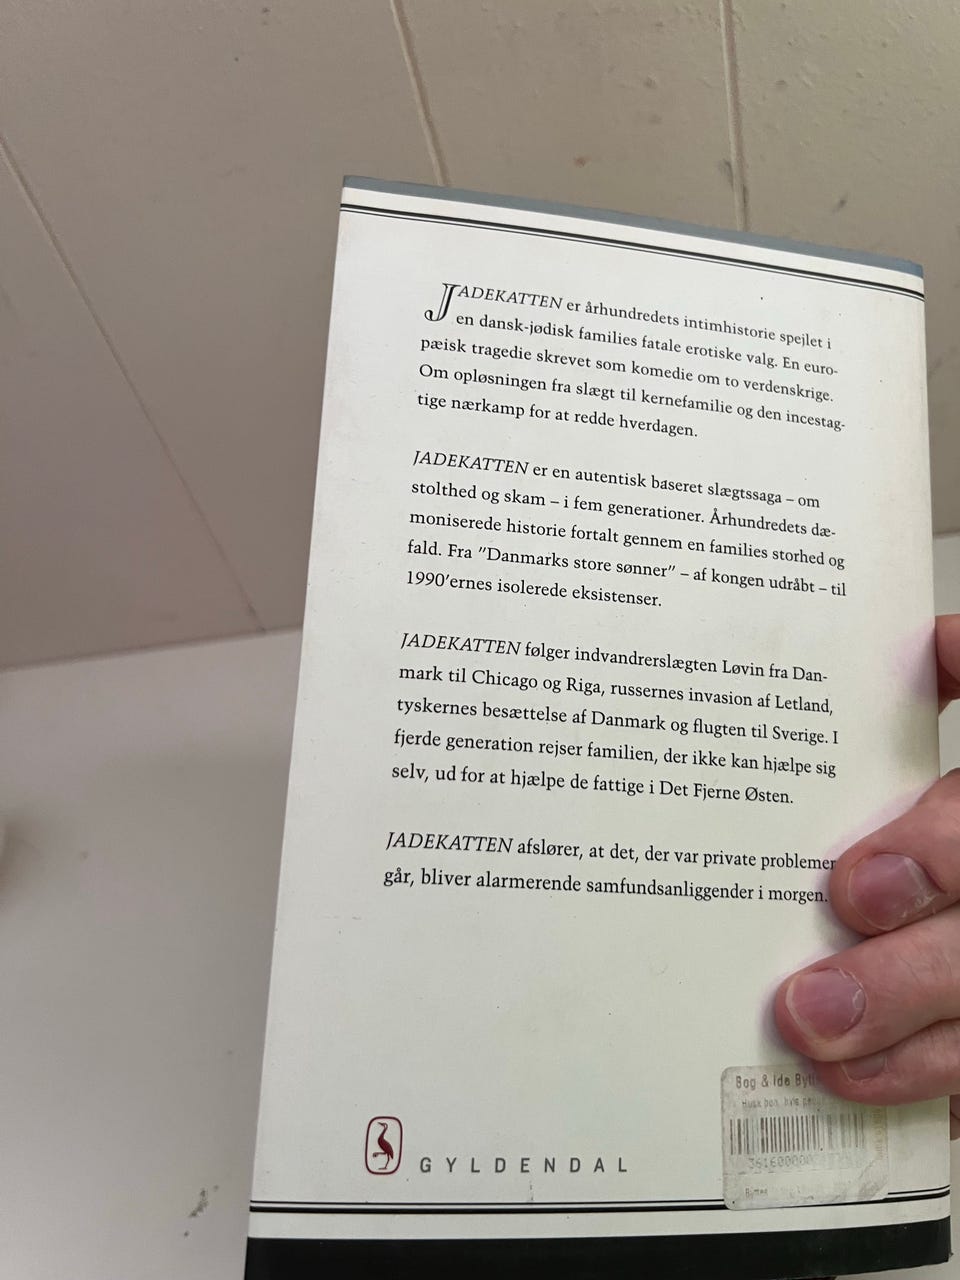 JADEKATTEN er århundredets intimhistorie spejlet i
en dansk-jødisk families fatale erotiske valg. En euro-
pæisk tragedie skrevet som komedie om to verdenskrige.
Om opløsningen fra slægt til kernefamilie og den incestag-
tige nærkamp for at redde hverdagen.
JADEKATTEN er en autentisk baseret slægtssaga – om
stolthed og skam – i fem generationer. Århundredets dæ-
moniserede historie fortalt gennem en families storhed og
fald. Fra "Danmarks store sønner" – af kongen udråbt – til
1990'ernes isolerede eksistenser.
JADEKATTEN følger indvandrerslægten Løvin fra Dan-
mark til Chicago og Riga, russernes invasion af Letland,
tyskernes besættelse af Danmark og flugten til Sverige. I
fjerde generation rejser familien, der ikke kan hjælpe sig
selv, ud for at hjælpe de fattige i Det Fjerne Østen.
JADEKATTEN afslører, at det, der var private problemer
går, bliver alarmerende samfundsanliggender i morgen.
Bog & Ide
Husk bon, hvis
GYLDENDAL